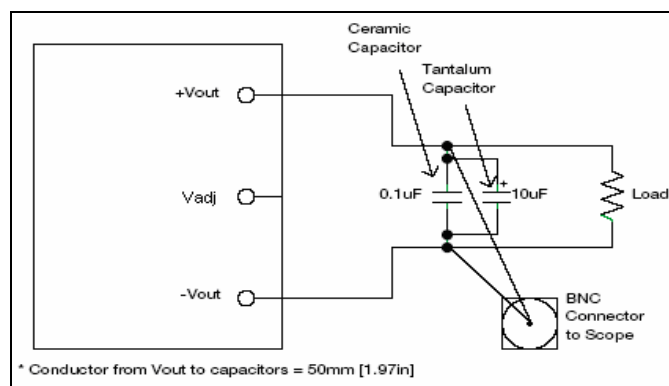 Ceramic
Capacitor
Tantalum
Capacitor
+Vout
Vadj
-Vout
+
0.1uF
10uF
Load
BNC
Connector
to Scope
* Conductor from Vout to capacitors = 50mm [1.97in]